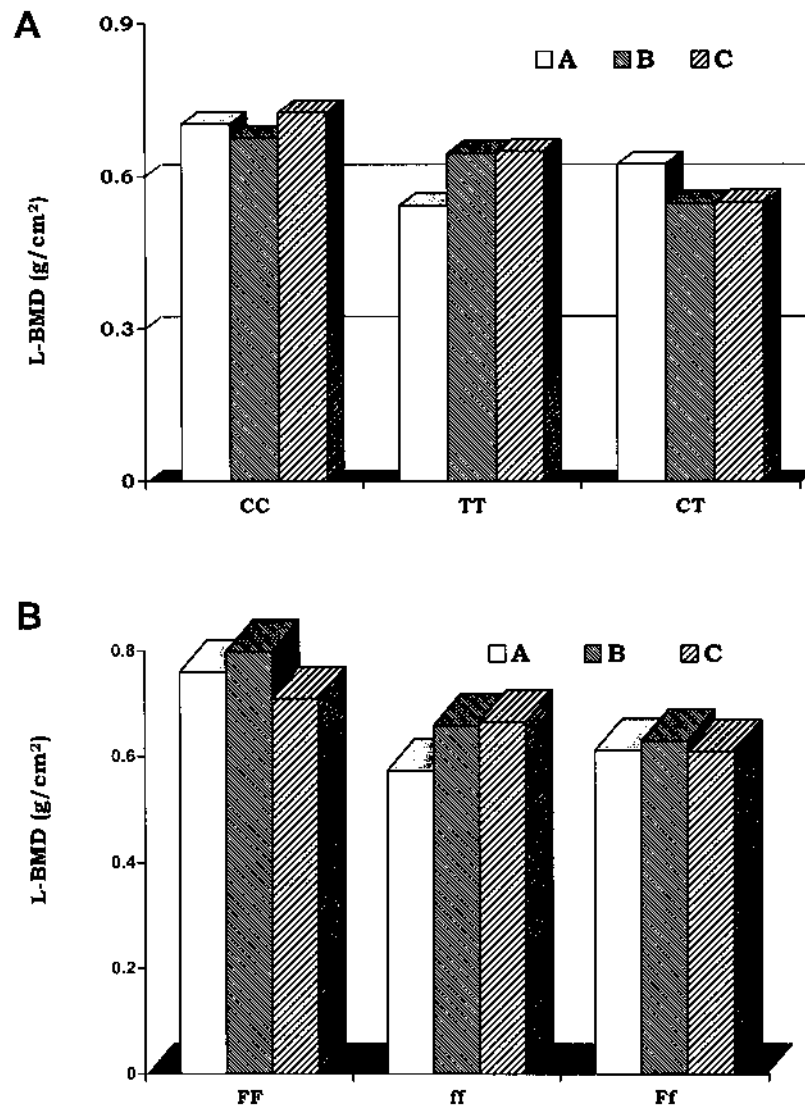 A
0.9
A B C
0.6
L-BMD (g/cm²)
0.3
0
CC TT CT
B
0.8
A B C
0.6
L-BMD (g/cm²)
0.4
0.2
0
FF ff Ff